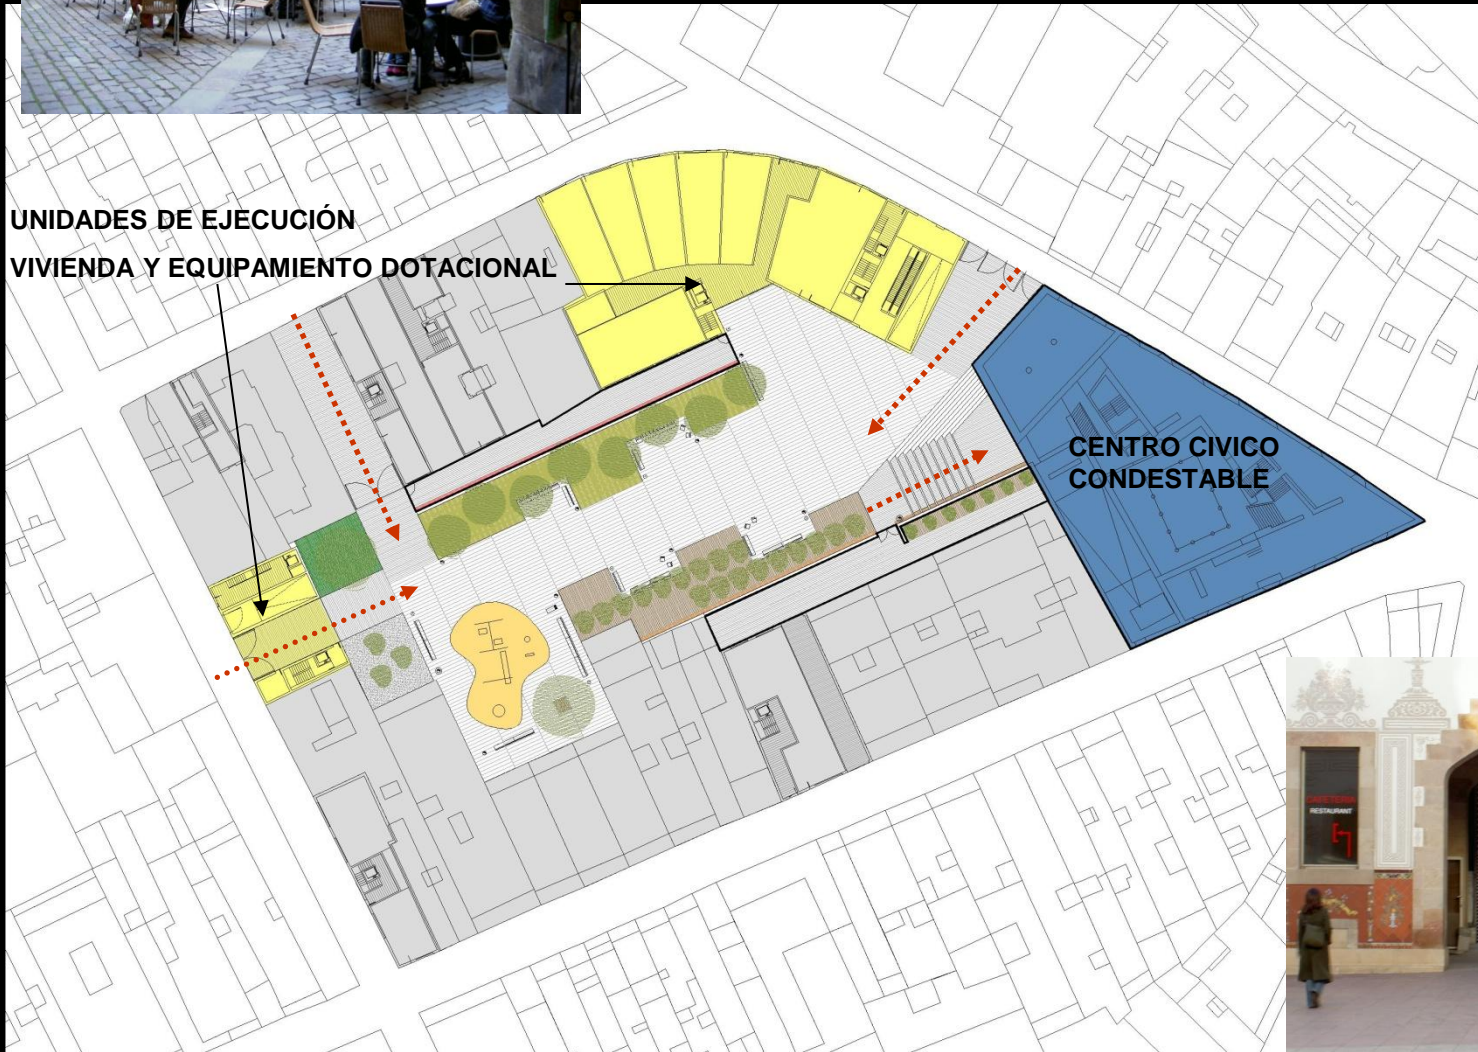 UNIDADES DE EJECUCIÓN
VIVIENDA Y EQUIPAMIENTO DOTACIONAL
CENTRO CIVICO
CONDESTABLE
CAFETERIA
RESTAURANT